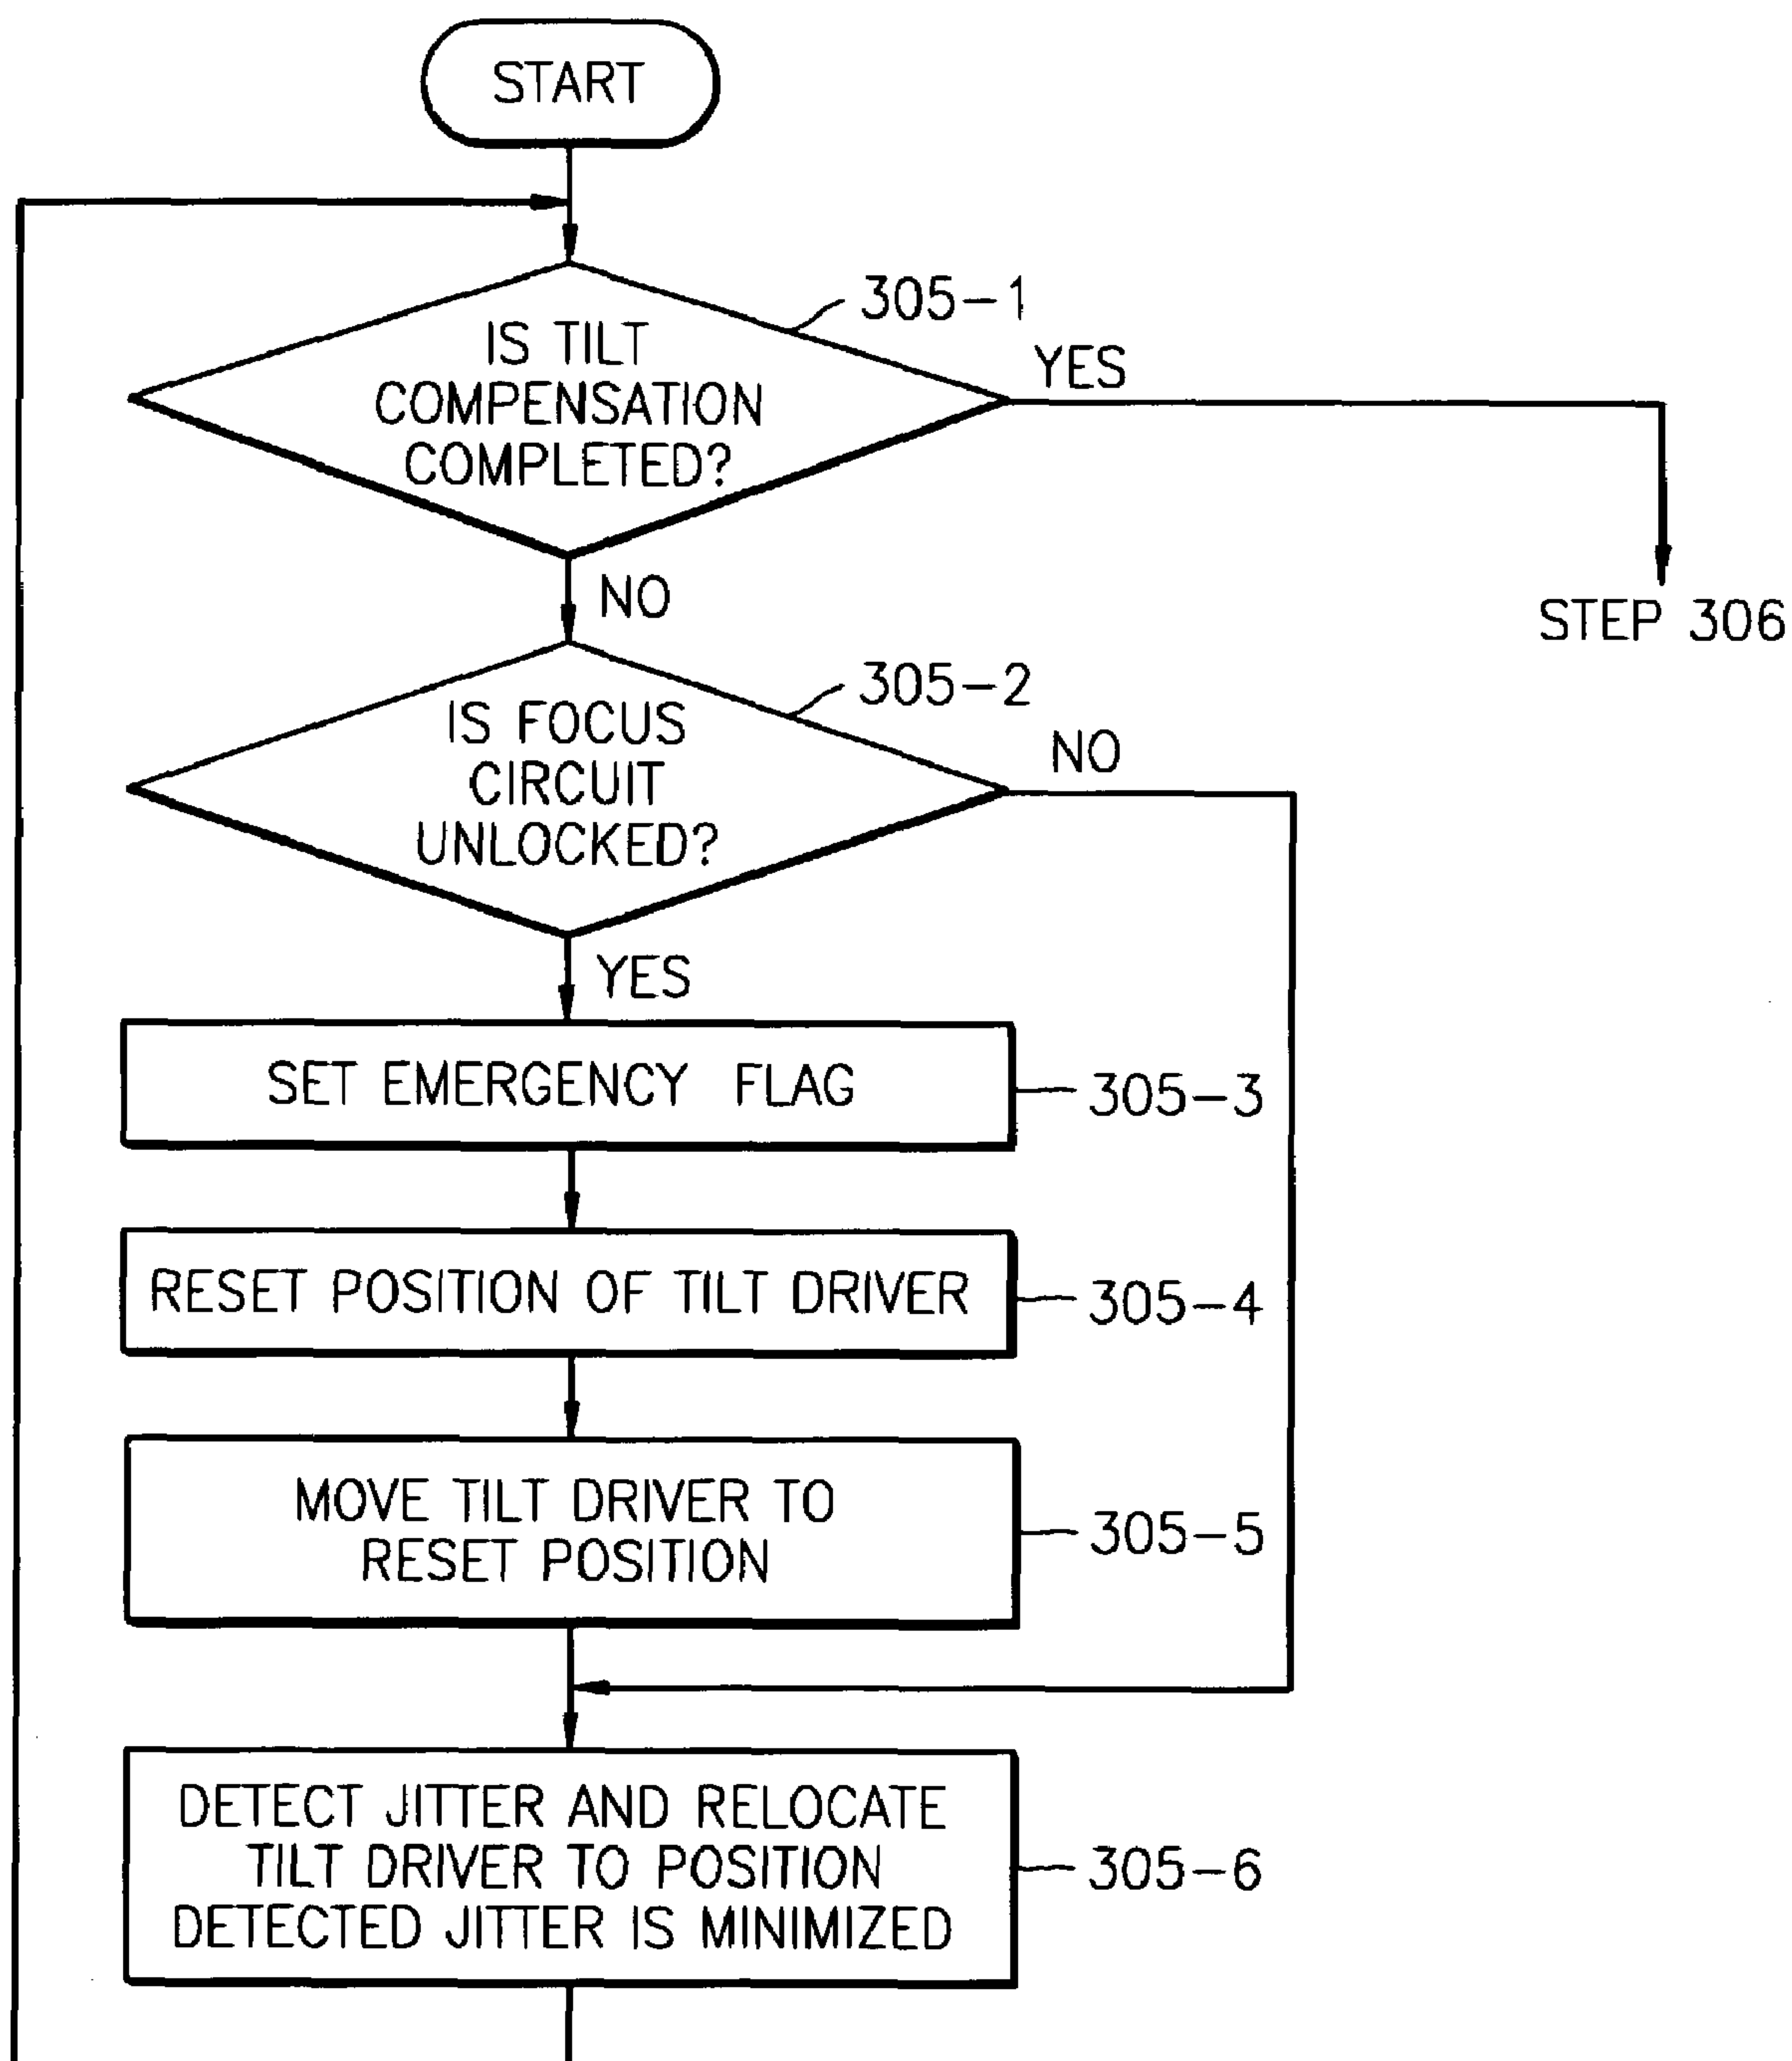 START
305-1
IS TILT
COMPENSATION
COMPLETED?
YES
NO
STEP 306
305-2
IS FOCUS
CIRCUIT
UNLOCKED?
NO
YES
SET EMERGENCY FLAG
305-3
RESET POSITION OF TILT DRIVER
305-4
MOVE TILT DRIVER TO
RESET POSITION
305-5
DETECT JITTER AND RELOCATE
TILT DRIVER TO POSITION
DETECTED JITTER IS MINIMIZED
305-6